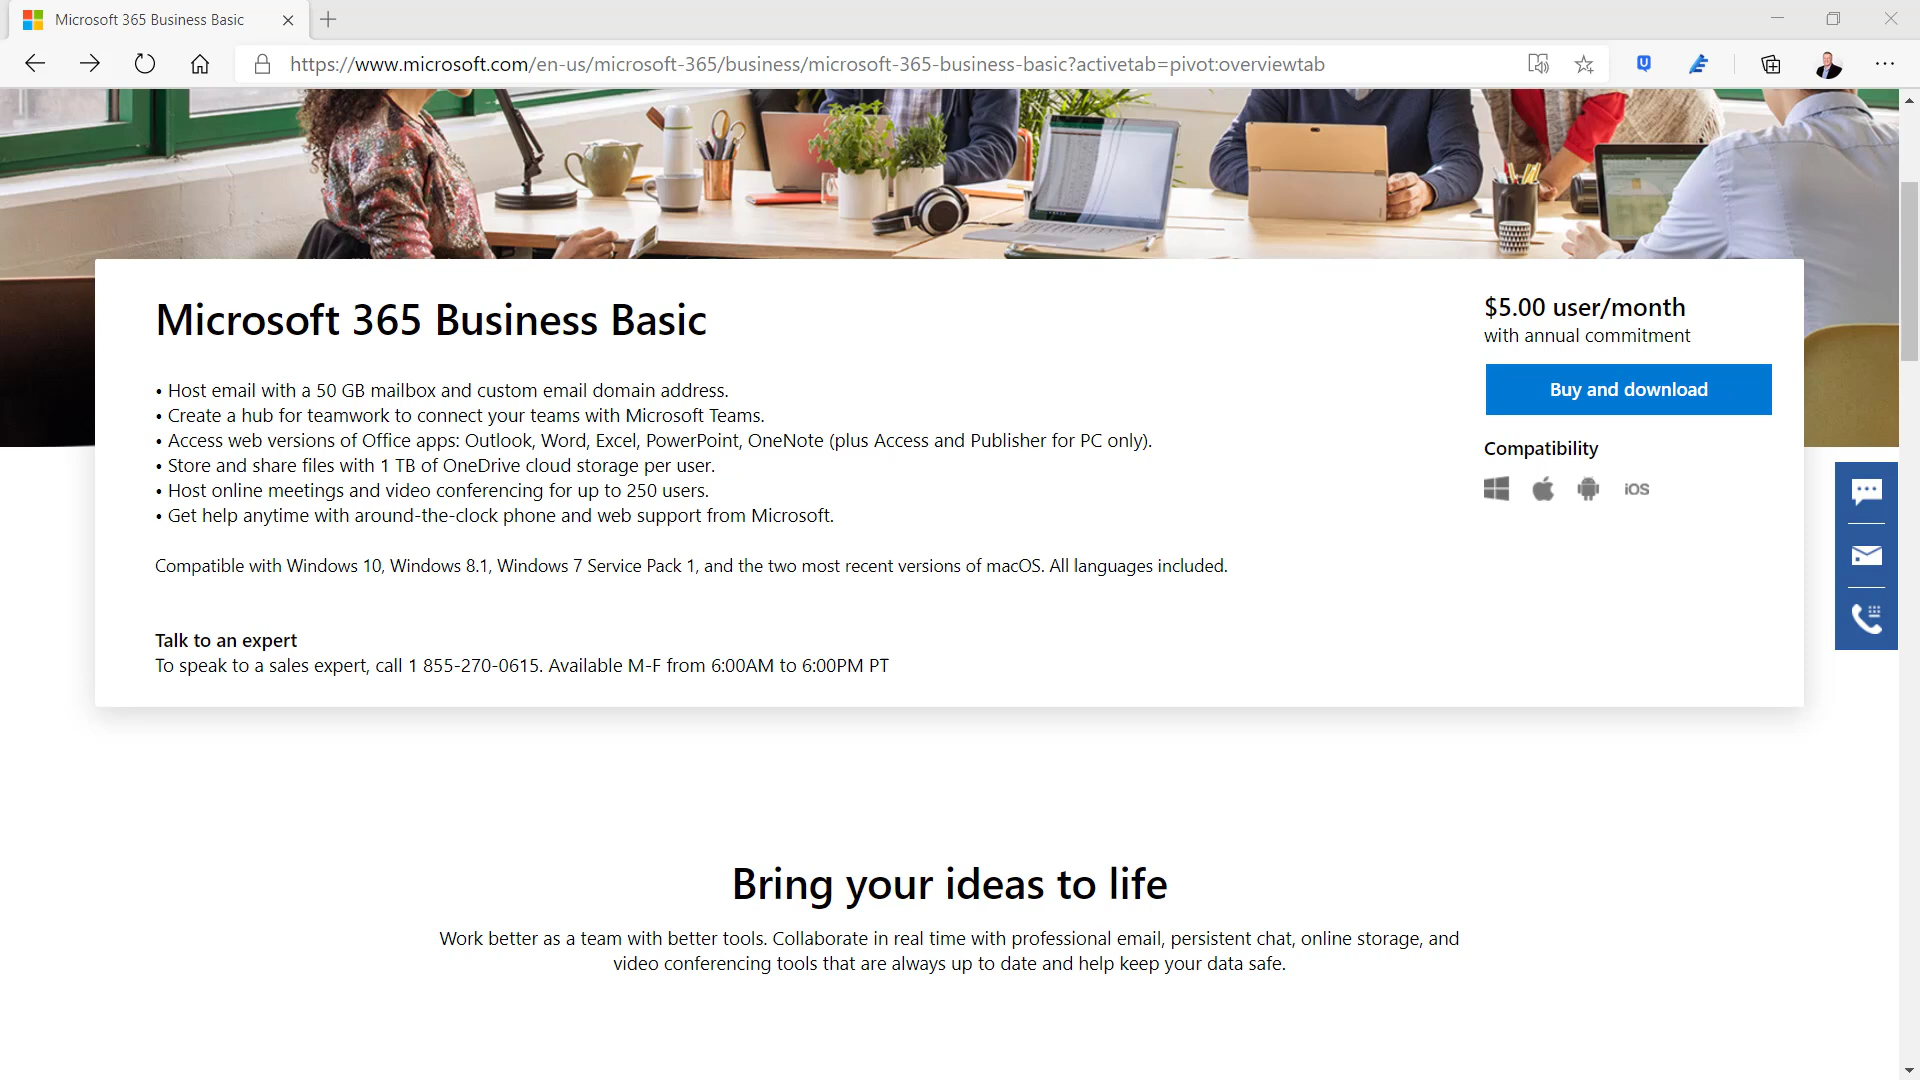 Microsoft 365 Business Basic
https://www.microsoft.com/en-us/microsoft-365/business/microsoft-365-business-basic?activetab=pivot:overviewtab
Microsoft 365 Business Basic
$5.00 user/month
with annual commitment
Buy and download
• Host email with a 50 GB mailbox and custom email domain address.
• Create a hub for teamwork to connect your teams with Microsoft Teams.
• Access web versions of Office apps: Outlook, Word, Excel, PowerPoint, OneNote (plus Access and Publisher for PC only).
• Store and share files with 1 TB of OneDrive cloud storage per user.
• Host online meetings and video conferencing for up to 250 users.
• Get help anytime with around-the-clock phone and web support from Microsoft.
Compatibility
iOS
Compatible with Windows 10, Windows 8.1, Windows 7 Service Pack 1, and the two most recent versions of macOS. All languages included.
Talk to an expert
To speak to a sales expert, call 1 855-270-0615. Available M-F from 6:00AM to 6:00PM PT
Bring your ideas to life
Work better as a team with better tools. Collaborate in real time with professional email, persistent chat, online storage, and
video conferencing tools that are always up to date and help keep your data safe.